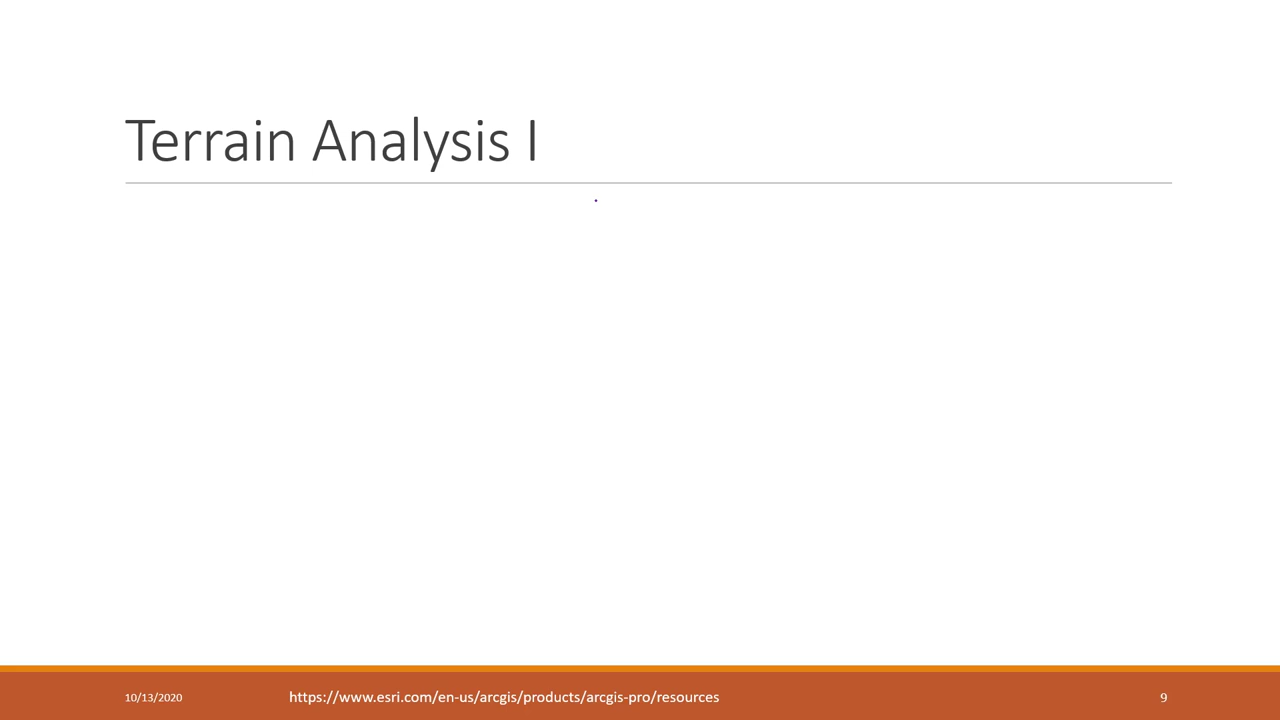 Terrain Analysis I
10/13/2020
https://www.esri.com/en-us/arcgis/products/arcgis-pro/resources
9